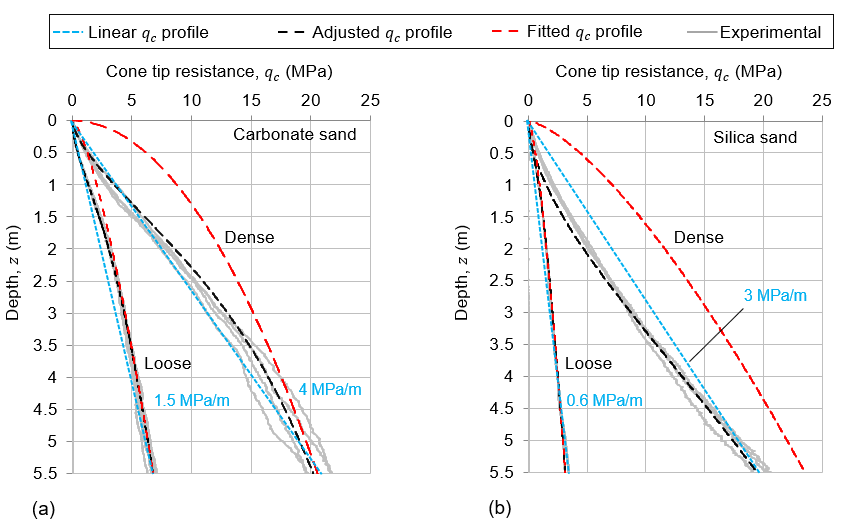 Linear qc profile Adjusted qc profile Fitted qc profile Experimental
Cone tip resistance, qc (MPa)
0 5 10 15 20 25
Carbonate sand
Depth, z (m)
0
0.5
1
1.5
2
2.5
3
3.5
4
4.5
5
5.5
Dense
Loose
1.5 MPa/m
4 MPa/m
(a)
Cone tip resistance, qc (MPa)
0 5 10 15 20 25
Silica sand
Depth, z (m)
0
0.5
1
1.5
2
2.5
3
3.5
4
4.5
5
5.5
Dense
3 MPa/m
Loose
0.6 MPa/m
(b)